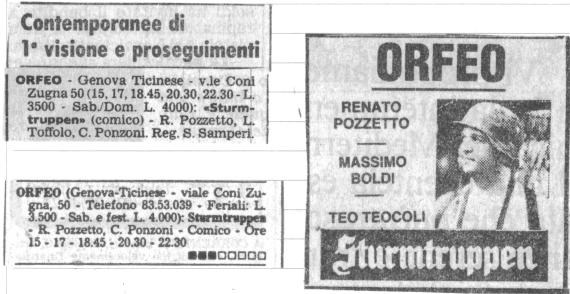 Contemporanee di
1ª visione e proseguimenti
ORFEO - Genova Ticinese - v.le Coni
Zugna 50 (15, 17, 18.45, 20.30, 22.30 - L.
3500 - Sab./Dom. L. 4000): «Sturm-
truppen» (comico) - R. Pozzetto, L.
Toffolo, C. Ponzoni. Reg. S. Samperi.
ORFEO (Genova-Ticinese - viale Coni Zu-
gna, 50 - Telefono 83.53.039 - Feriali: L.
3.500 - Sab. e fest. L. 4.000): Sturmtruppen
- R. Pozzetto, C. Ponzoni - Comico - Ore
15 - 17 - 18.45 - 20.30 - 22.30
ORFEO
RENATO
POZZETTO
MASSIMO
BOLDI
TEO TEOCOLI
Sturmtruppen